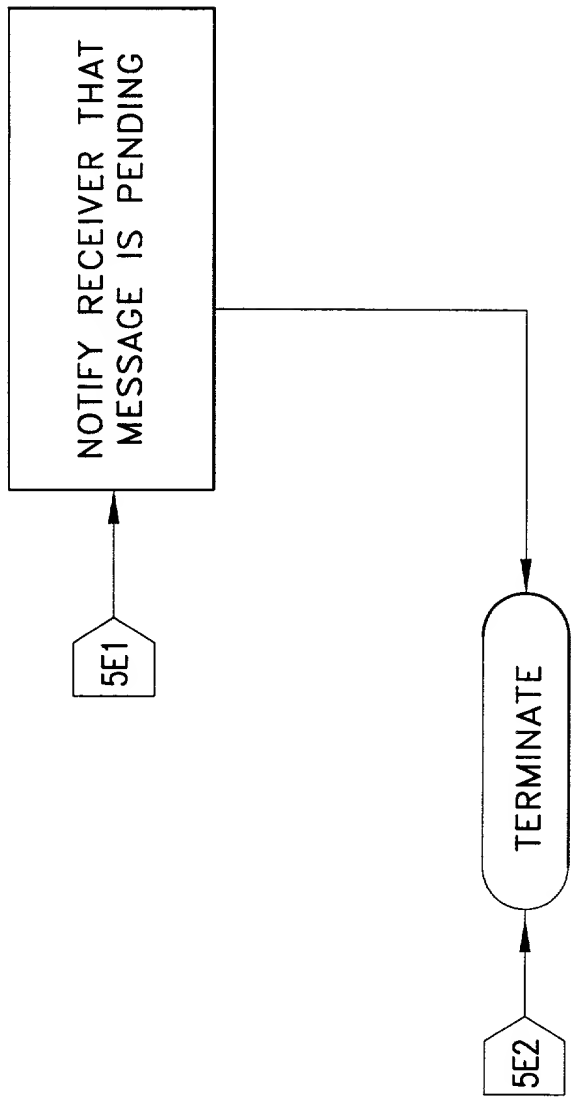 5E1
NOTIFY RECEIVER THAT
MESSAGE IS PENDING
5E2
TERMINATE